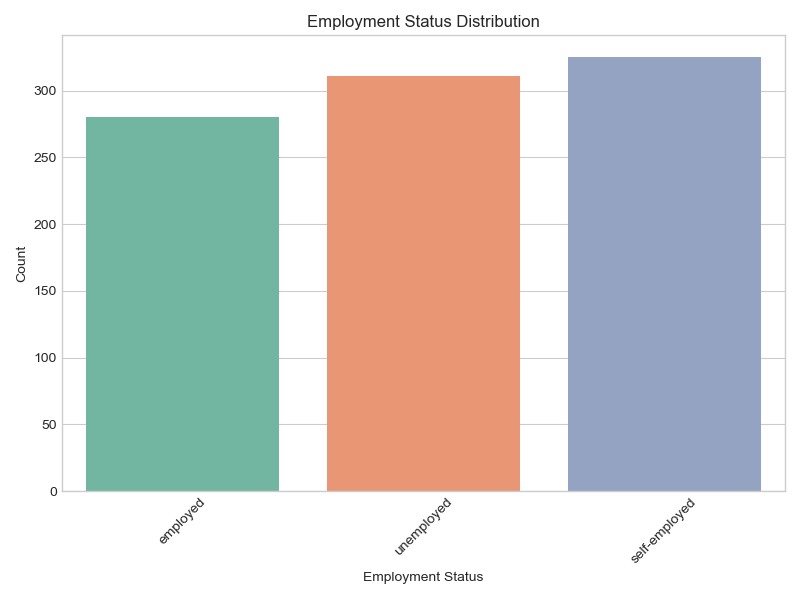 Employment Status Distribution
Count
300
250
200
150
100
50
0
employed
unemployed
self-employed
Employment Status